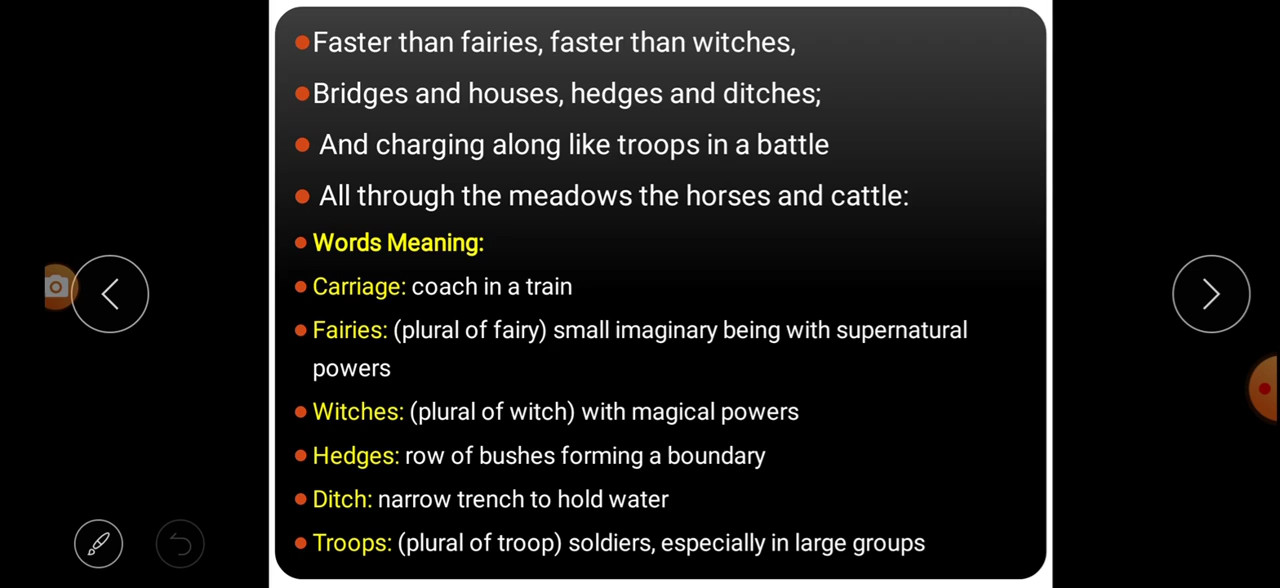 Faster than fairies, faster than witches,
Bridges and houses, hedges and ditches;
And charging along like troops in a battle
All through the meadows the horses and cattle:
Words Meaning:
Carriage: coach in a train
Fairies: (plural of fairy) small imaginary being with supernatural
powers
Witches: (plural of witch) with magical powers
Hedges: row of bushes forming a boundary
Ditch: narrow trench to hold water
Troops: (plural of troop) soldiers, especially in large groups